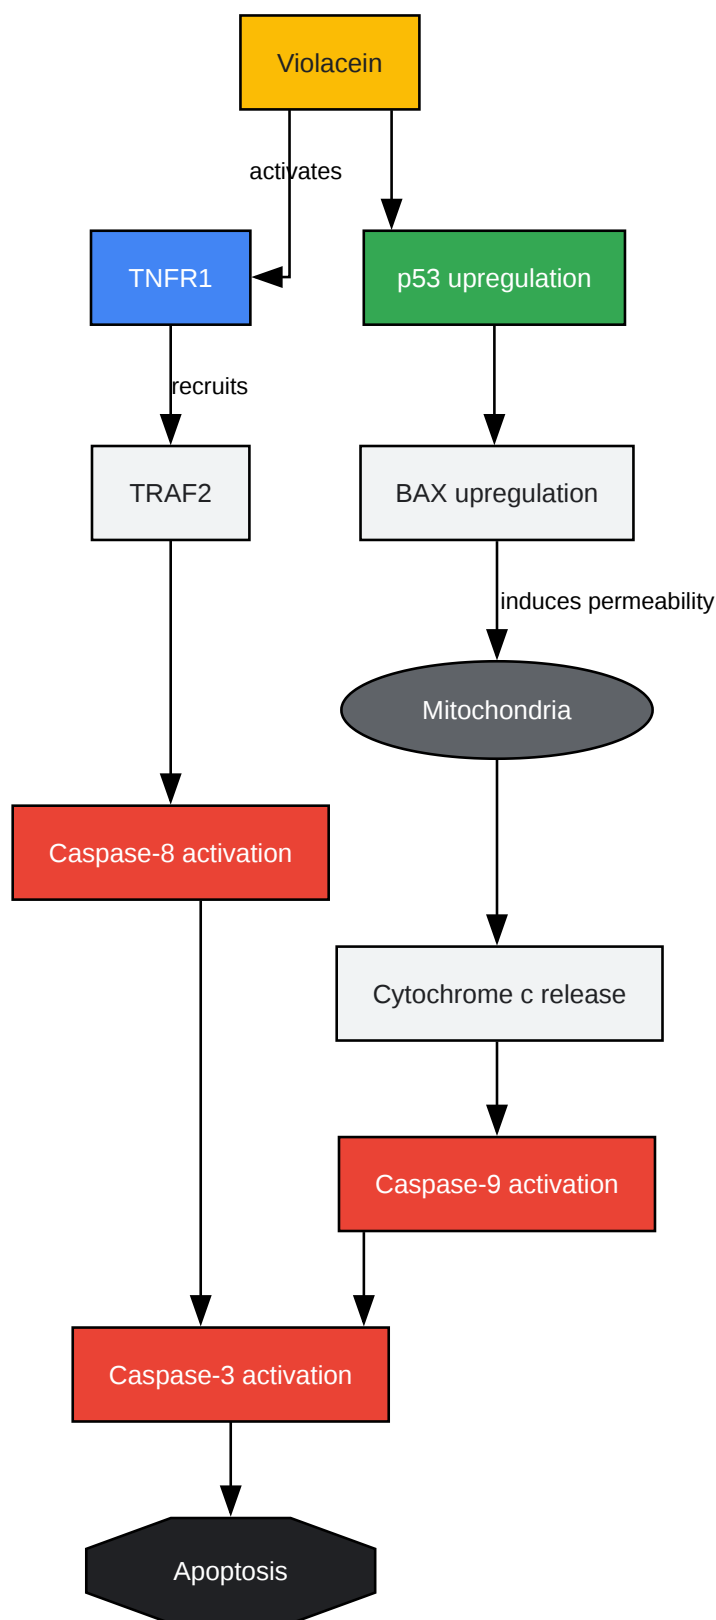 Violacein
activates
TNFR1
p53 upregulation
recruits
TRAF2
BAX upregulation
induces permeability
Mitochondria
Caspase-8 activation
Cytochrome c release
Caspase-9 activation
Caspase-3 activation
Apoptosis